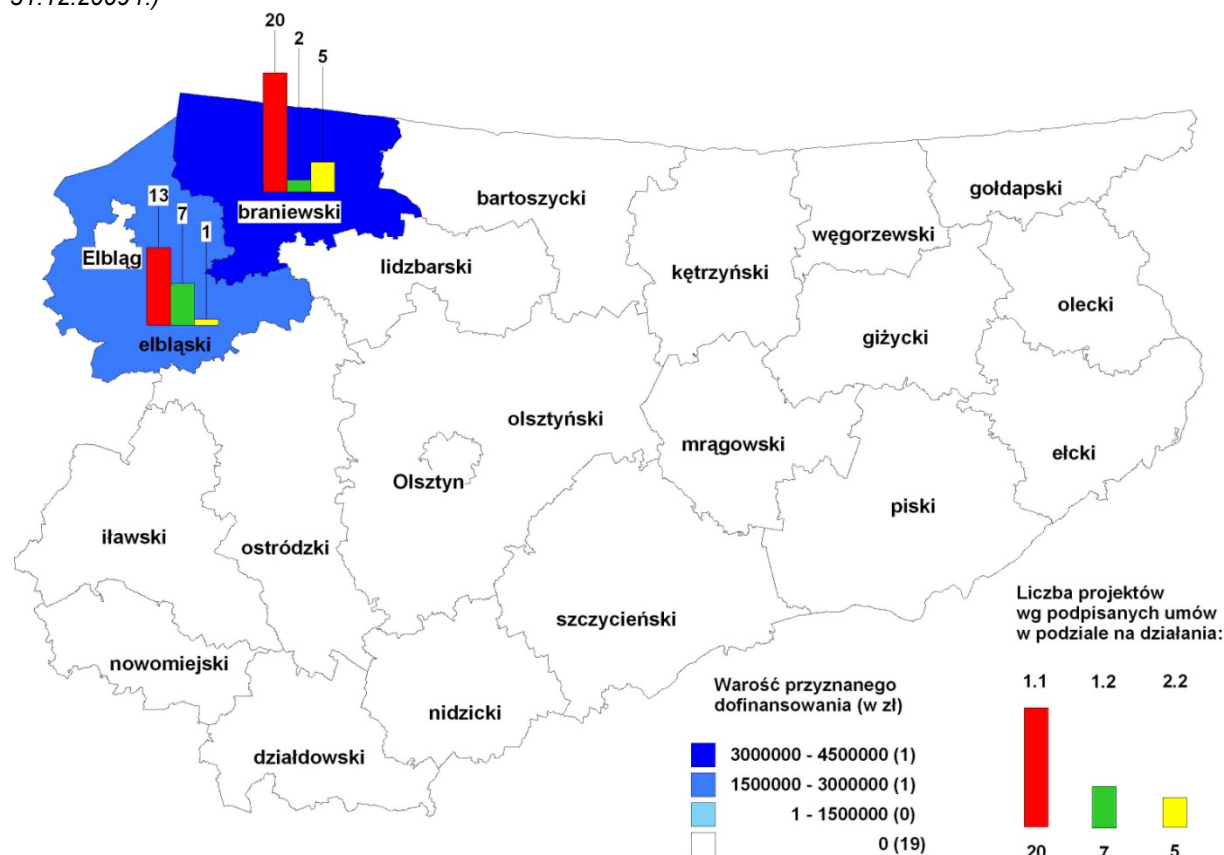 31.12.2009 r.)
20
2
5
13
7
1
braniewski
Elbląg
elbląski
bartoszycki
lidzbarski
kętrzyński
węgorzewski
gołdapski
olecki
giżycki
ełcki
olsztyński
Olsztyn
mrągowski
piski
iławski
ostródzki
szczycieński
nowomiejski
nidzicki
działdowski
Warość przyznanego
dofinansowania (w zł)
3000000 - 4500000 (1)
1500000 - 3000000 (1)
1 - 1500000 (0)
0 (19)
Liczba projektów
wg podpisanych umów
w podziale na działania:
1.1 1.2 2.2
20 7 5